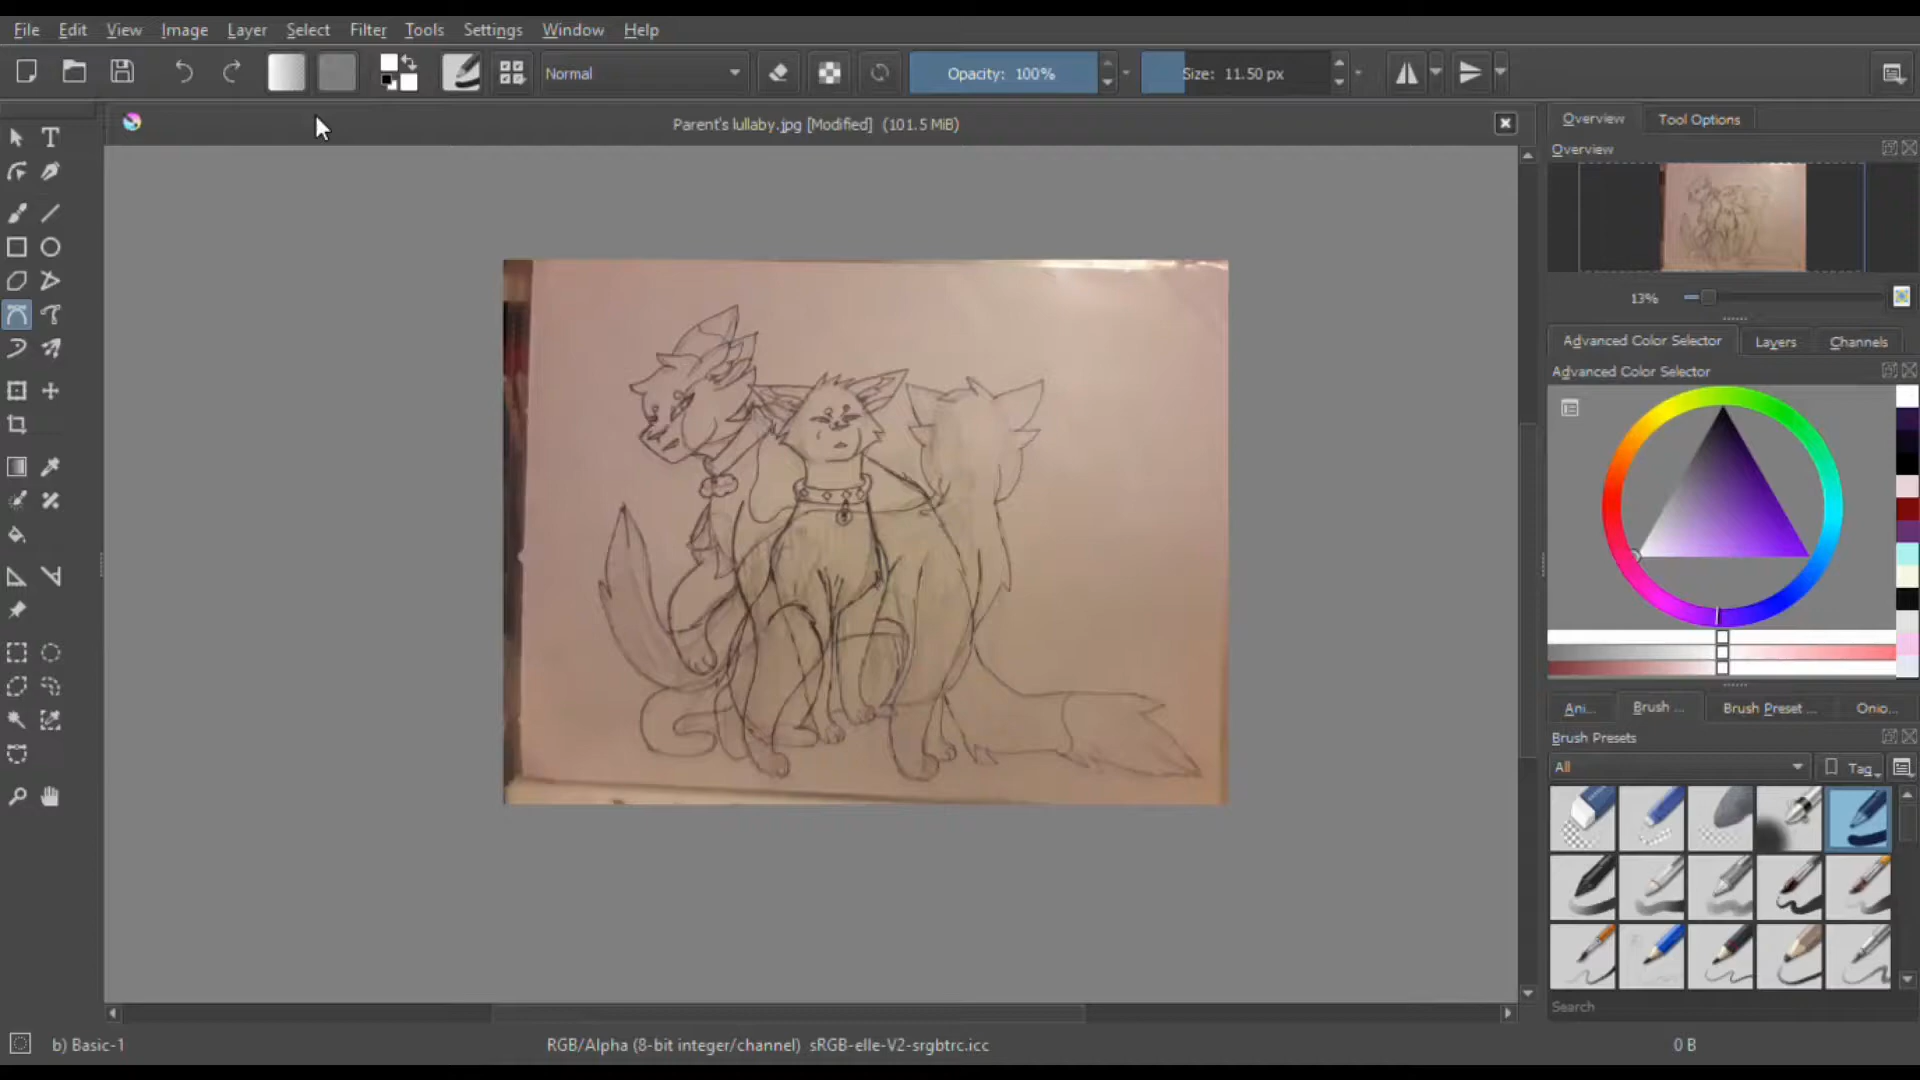 File Edit View Image Layer Select Filter Tools Settings Window Help
Normal Opacity: 100% Size: 11.50 px
Parent's lullaby.jpg [Modified] (101.5 MiB)
Overview Tool Options
Overview
13%
Advanced Color Selector Layers Channels
Advanced Color Selector
Ani... Brush ... Brush Preset ... Onio...
Brush Presets
All Tag
Search
b) Basic-1 RGB/Alpha (8-bit integer/channel) sRGB-elle-V2-srgbtrc.icc 0 B